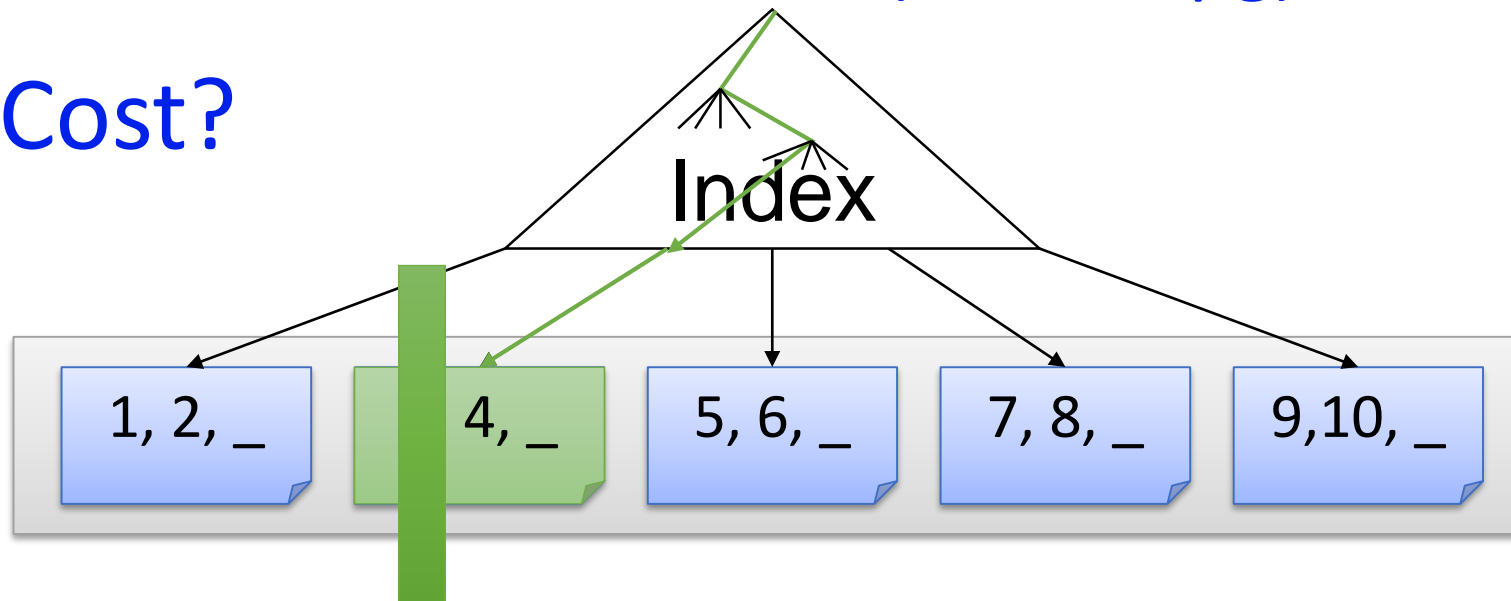 Cost?
Index
1, 2, _
4, _
5, 6, _
7, 8, _
9,10, _